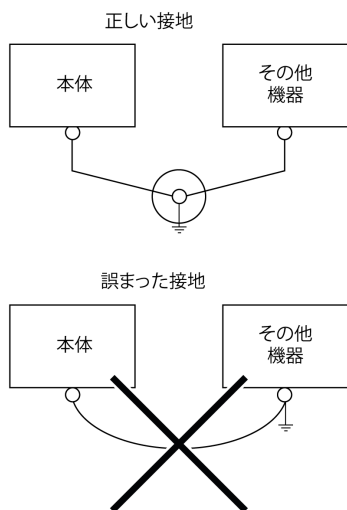 正しい接地
本体
その他
機器
誤まった接地
本体
その他
機器